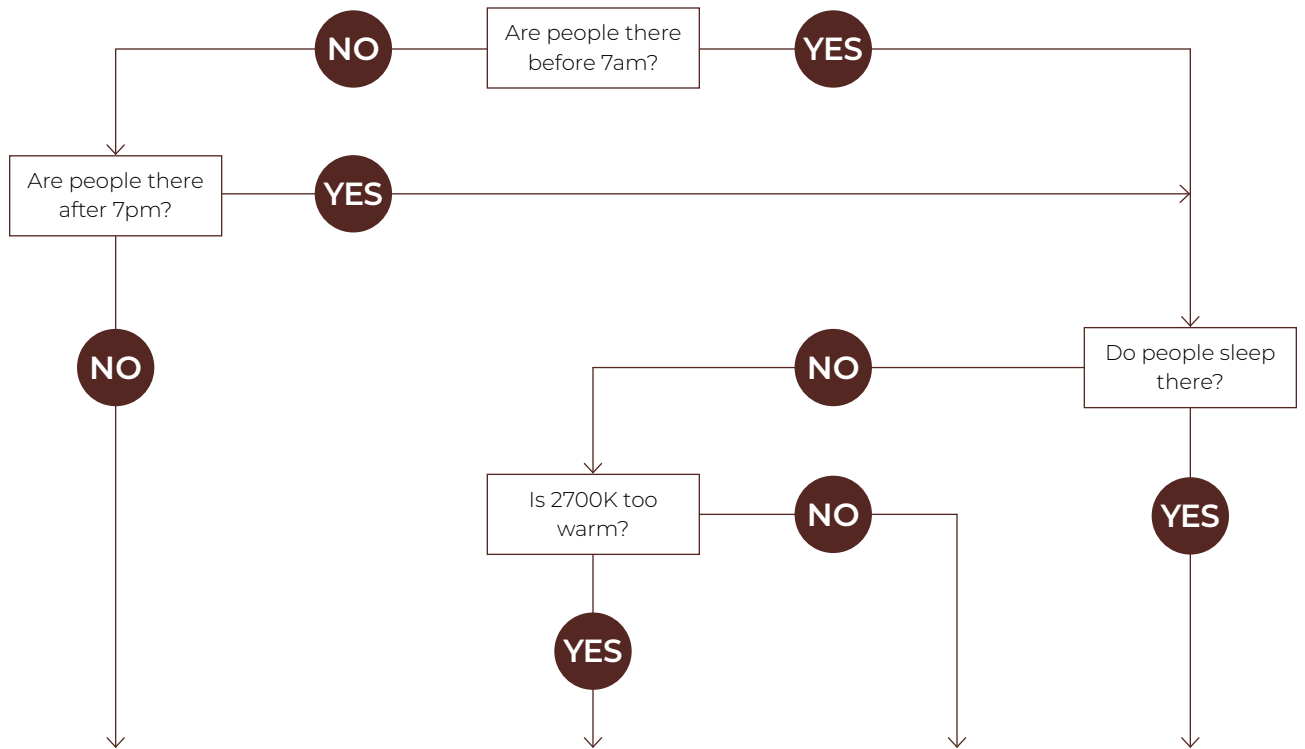 NO
Are people there
before 7am?
YES
Are people there
after 7pm?
YES
NO
NO
Do people sleep
there?
Is 2700K too
warm?
NO
YES
YES